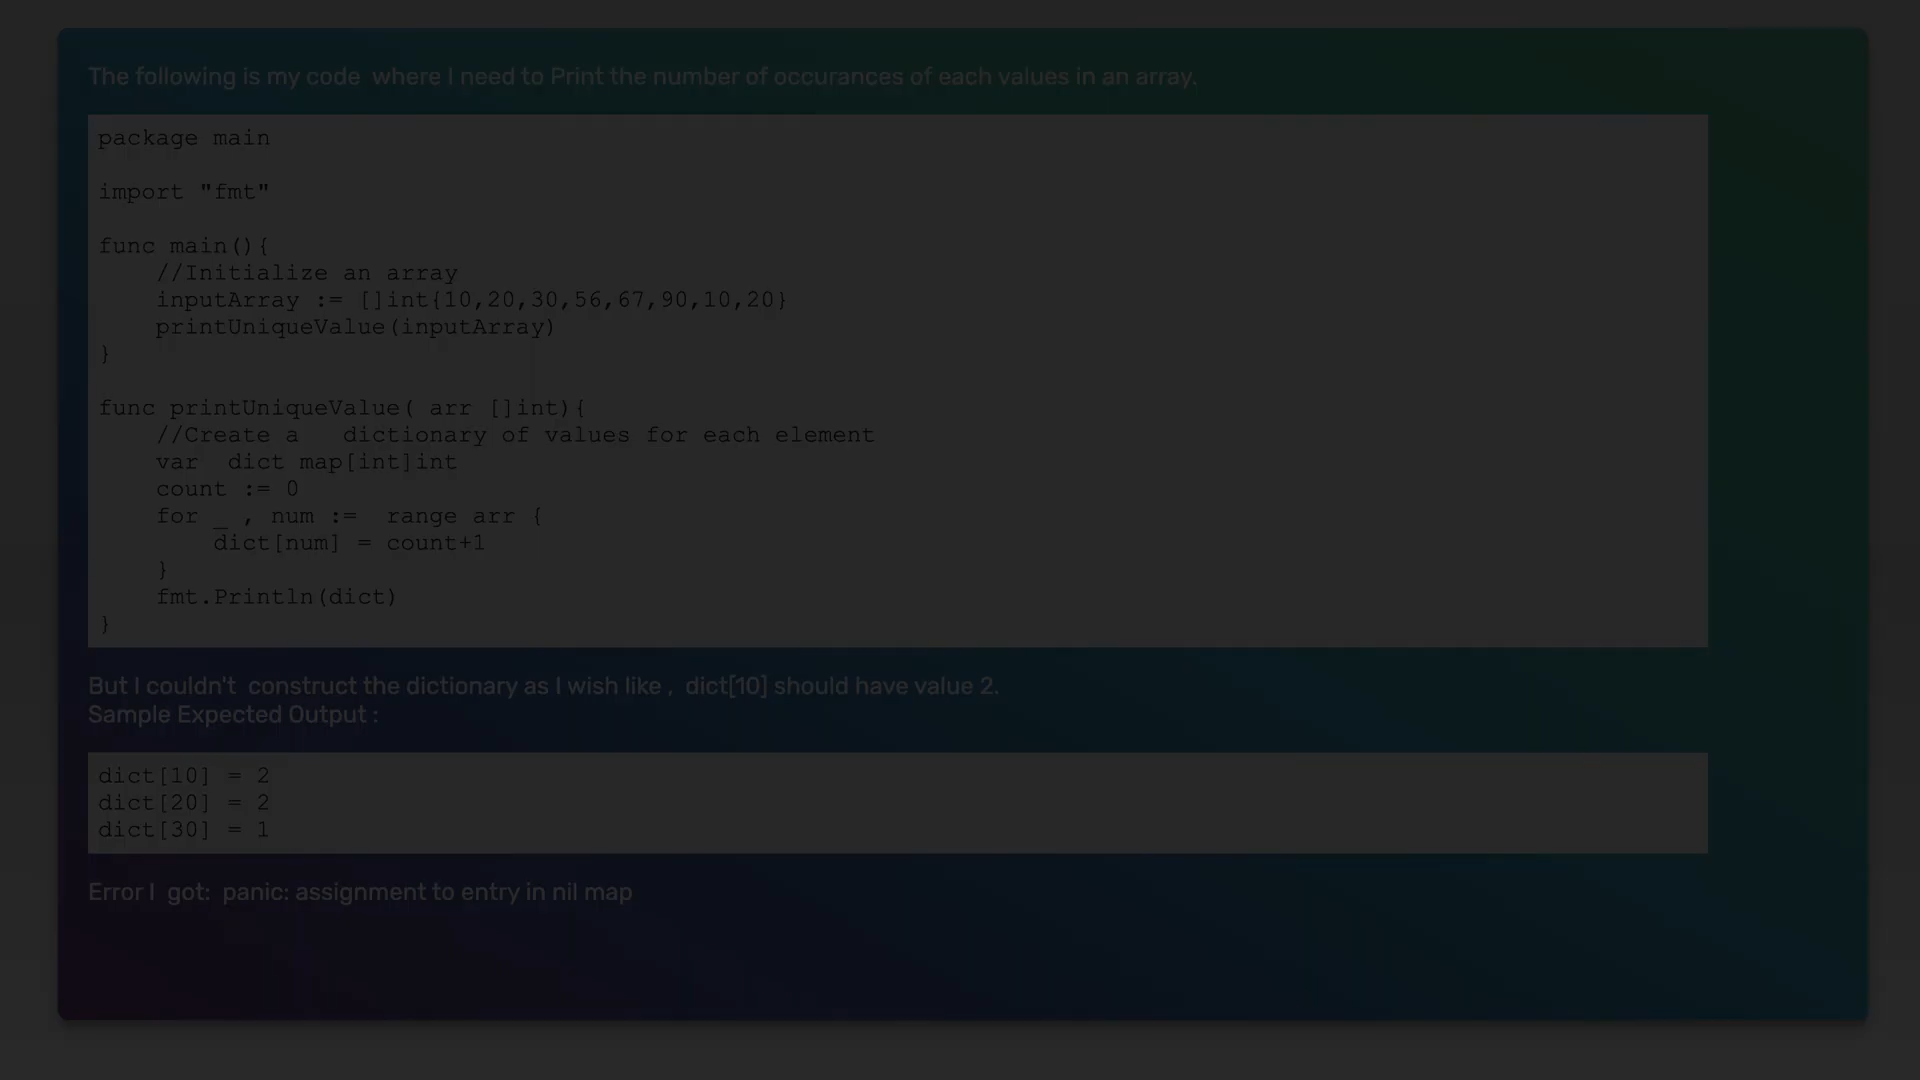 The following is my code  where I need to Print the number of occurances of each values in an array.
package main
import "fmt"
func main(){
    //Initialize an array
    inputArray := []int{10,20,30,56,67,90,10,20}
    printUniqueValue(inputArray)
}
func printUniqueValue( arr []int){
    //Create a   dictionary of values for each element
    var  dict map[int]int
    count := 0
    for _ , num :=  range arr {
        dict[num] = count+1
    }
    fmt.Println(dict)
}
But I couldn't  construct the dictionary as I wish like ,  dict[10] should have value 2.
Sample Expected Output :
dict[10] = 2
dict[20] = 2
dict[30] = 1
Error I  got:  panic: assignment to entry in nil map